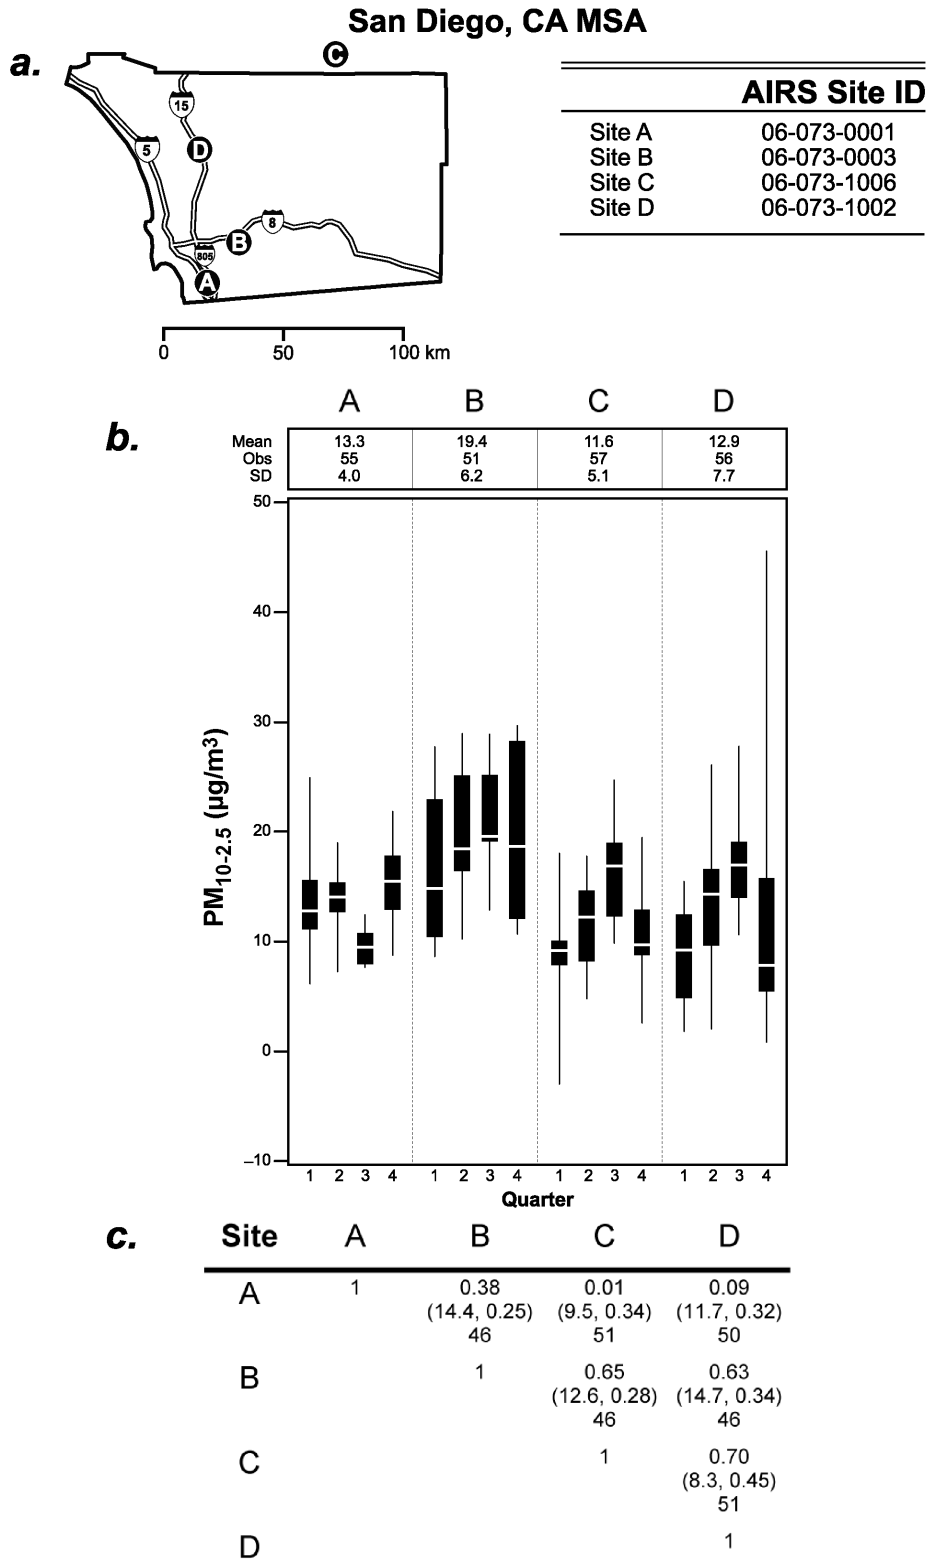 San Diego, CA MSA
a.
C
15
5
D
8
B
805
A
0 50 100 km
AIRS Site ID
Site A 06-073-0001
Site B 06-073-0003
Site C 06-073-1006
Site D 06-073-1002
b.
A B C D
Mean 13.3 19.4 11.6 12.9
Obs 55 51 57 56
SD 4.0 6.2 5.1 7.7
50
40
30
20
10
0
–10
PM10-2.5 (µg/m³)
1 2 3 4 1 2 3 4 1 2 3 4 1 2 3 4
Quarter
c.
Site A B C D
A 1 0.38 0.01 0.09
(14.4, 0.25) (9.5, 0.34) (11.7, 0.32)
46 51 50
B 1 0.65 0.63
(12.6, 0.28) (14.7, 0.34)
46 46
C 1 0.70
(8.3, 0.45)
51
D 1